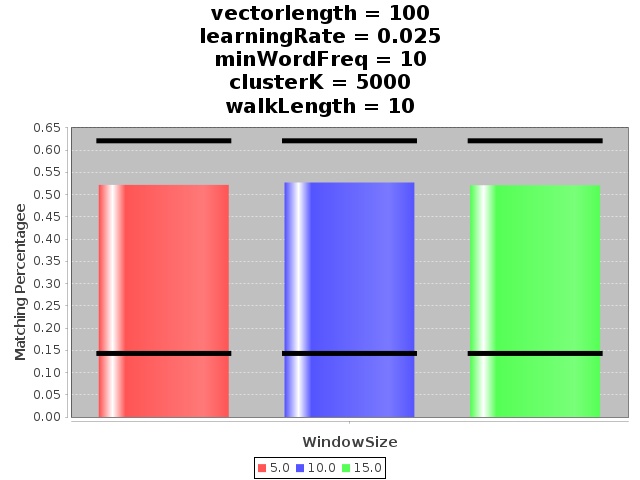 vectorlength = 100
learningRate = 0.025
minWordFreq = 10
clusterK = 5000
walkLength = 10
0.65
0.60
0.55
0.50
0.45
0.40
0.35
0.30
0.25
0.20
0.15
0.10
0.05
0.00
Matching Percentagee
WindowSize
5.0 10.0 15.0